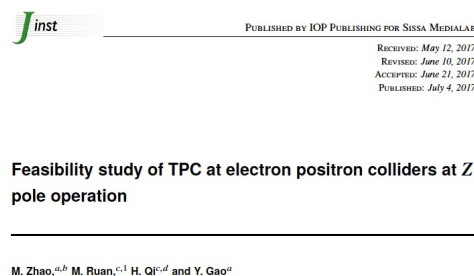 Jinst
Published by IOP Publishing for Sissa Medialab
Received: May 12, 2017
Revised: June 10, 2017
Accepted: June 21, 2017
Published: July 4, 2017
Feasibility study of TPC at electron positron colliders at Z
pole operation
M. Zhao,a,b M. Ruan,c,1 H. Qi c,d and Y. Gao a